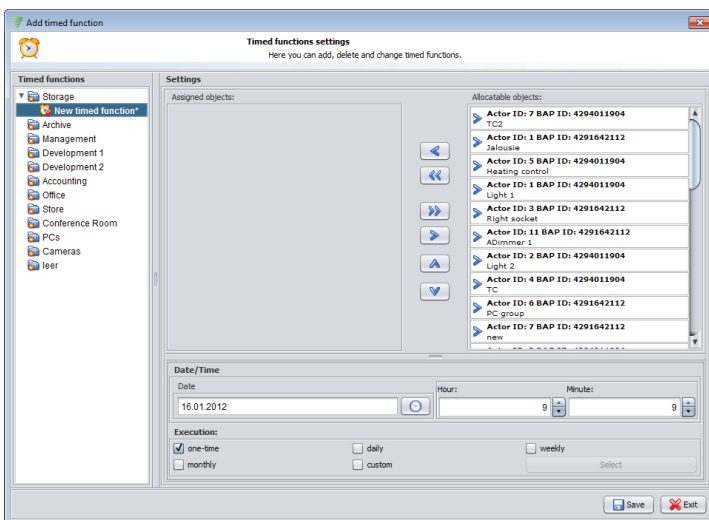 Add timed function
Timed functions settings
Here you can add, delete and change timed functions.
Timed functions
Storage
New timed function*
Archive
Management
Development 1
Development 2
Accounting
Office
Store
Conference Room
PCs
Cameras
leer
Settings
Assigned objects:
Allocatable objects:
Actor ID: 7 BAP ID: 4294011904
TC2
Actor ID: 1 BAP ID: 4291642112
Jalousie
Actor ID: 5 BAP ID: 4294011904
Heating control
Actor ID: 1 BAP ID: 4294011904
Light 1
Actor ID: 3 BAP ID: 4291642112
Right socket
Actor ID: 11 BAP ID: 4291642112
ADimmer 1
Actor ID: 2 BAP ID: 4294011904
Light 2
Actor ID: 4 BAP ID: 4294011904
TC
Actor ID: 6 BAP ID: 4291642112
PC group
Actor ID: 7 BAP ID: 4291642112
new
Date/Time
Date
Hour:
Minute:
16.01.2012
9
9
Execution:
one-time
daily
weekly
monthly
custom
Select
Save
Exit